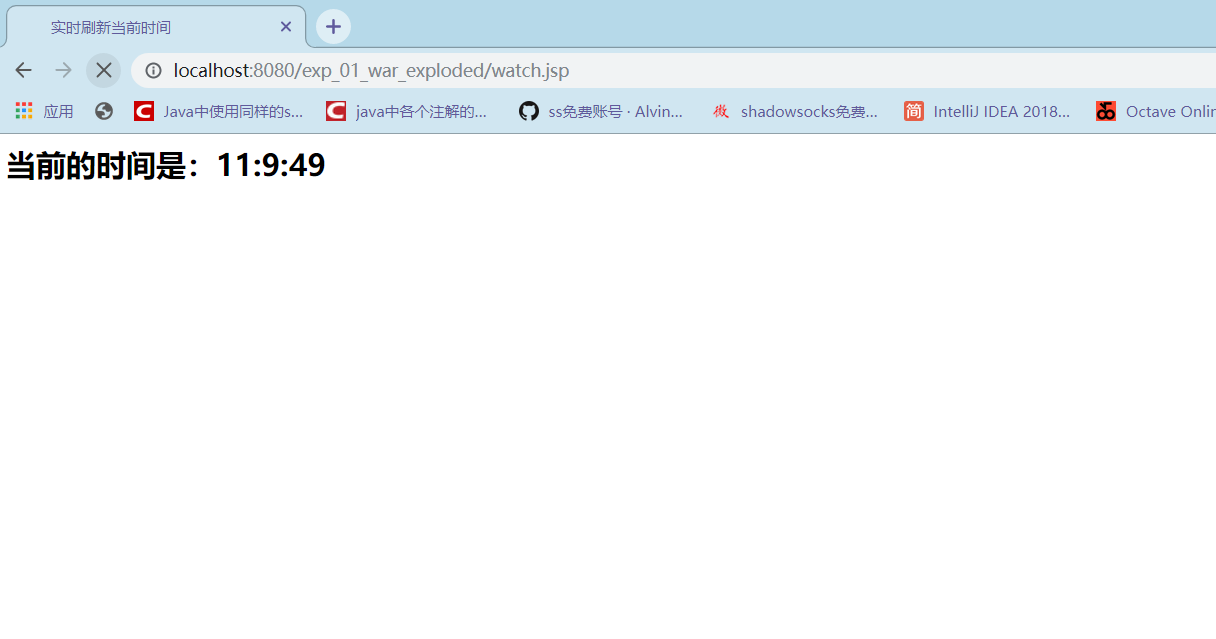 实时刷新当前时间
localhost:8080/exp_01_war_exploded/watch.jsp
应用 Java中使用同样的s... java中各个注解的... ss免费账号 · Alvin... 微 shadowsocks免费... 简 IntelliJ IDEA 2018... Octave Onlin
当前的时间是：11:9:49